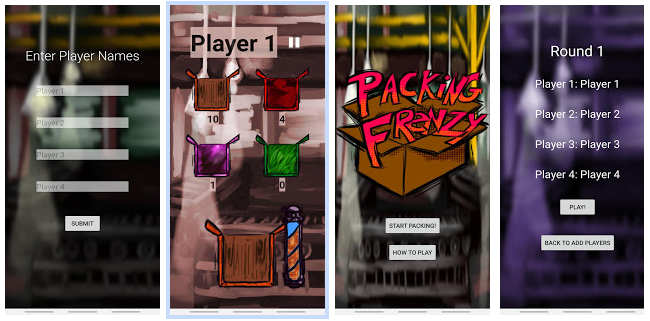 Enter Player Names
Player 1
Player 2
Player 3
Player 4
SUBMIT
Player 1
10
4
1
0
PACKING
FRENZY
START PACKING!
HOW TO PLAY
Round 1
Player 1: Player 1
Player 2: Player 2
Player 3: Player 3
Player 4: Player 4
PLAY!
BACK TO ADD PLAYERS